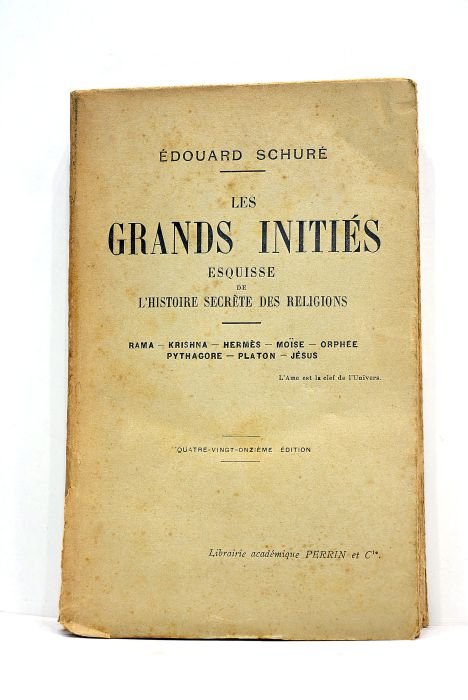 ÉDOUARD SCHURÉ
LES
GRANDS INITIÉS
ESQUISSE
DE
L'HISTOIRE SECRÈTE DES RELIGIONS
RAMA — KRISHNA — HERMÈS — MOÏSE — ORPHÉE
PYTHAGORE — PLATON — JÉSUS
L'Ame est la clef de l'Univers.
QUATRE-VINGT-ONZIÈME ÉDITION
Librairie académique PERRIN et Cie.